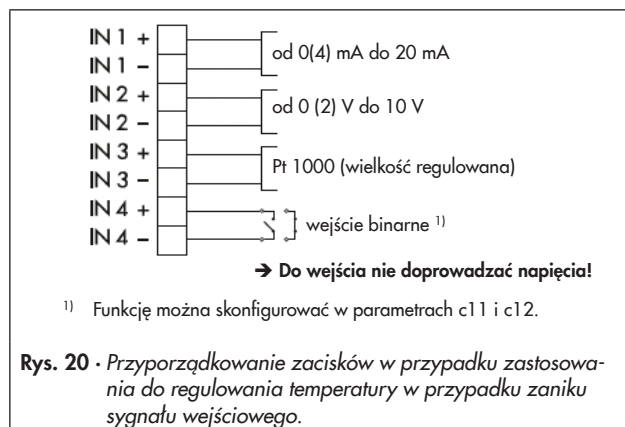 IN 1 +
od 0(4) mA do 20 mA
IN 1 –
IN 2 +
od 0 (2) V do 10 V
IN 2 –
IN 3 +
Pt 1000 (wielkość regulowana)
IN 3 –
IN 4 +
wejście binarne 1)
IN 4 –
➔ Do wejścia nie doprowadzać napięcia!
1) Funkcję można skonfigurować w parametrach c11 i c12.
Rys. 20 · Przyporządkowanie zacisków w przypadku zastosowa-
nia do regulowania temperatury w przypadku zaniku
sygnału wejściowego.